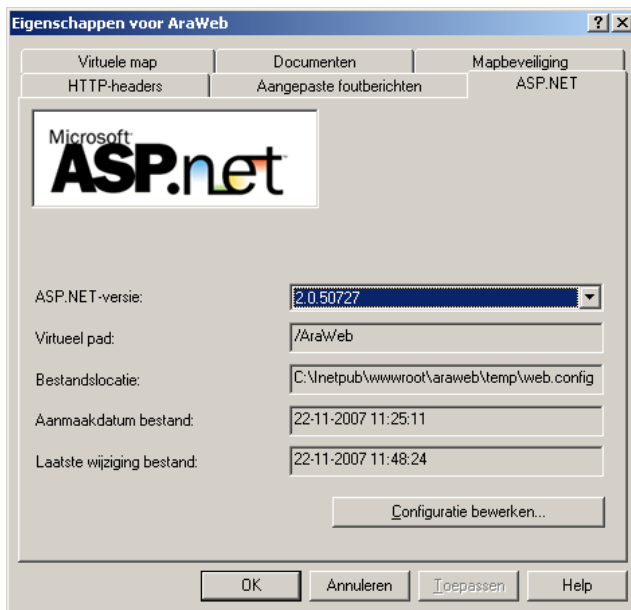 Eigenschappen voor AraWeb
Virtuele map Documenten Mapbeveiliging
HTTP-headers Aangepaste foutberichten ASP.NET
Microsoft
ASP.net
ASP.NET-versie: 2.0.50727
Virtueel pad: /AraWeb
Bestandslocatie: C:\Inetpub\wwwroot\araweb\temp\web.config
Aanmaakdatum bestand: 22-11-2007 11:25:11
Laatste wijziging bestand: 22-11-2007 11:48:24
Configuratie bewerken...
OK Annuleren Toepassen Help